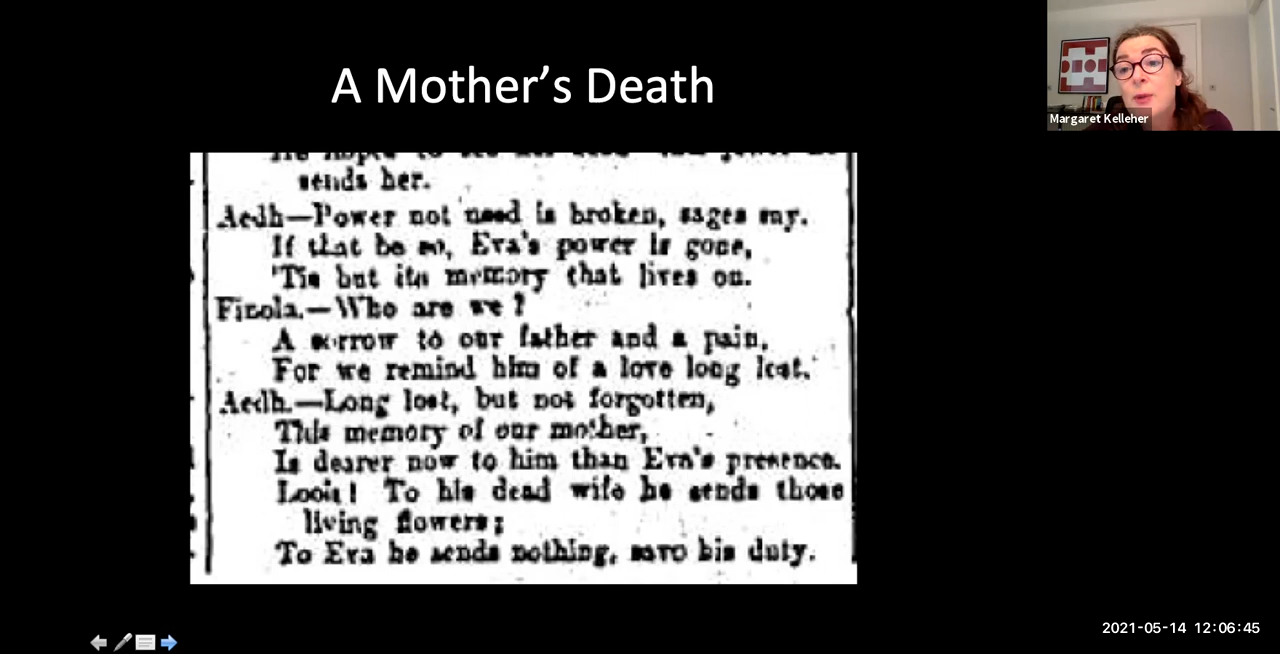 A Mother's Death
sends her.
Aedh—Power not need is broken, sages say.
If that be so, Eva's power is gone,
'Tis but its memory that lives on.
Finola.—Who are we?
A sorrow to our father and a pain,
For we remind him of a love long lost.
Aedh.—Long lost, but not forgotten,
This memory of our mother,
Is dearer now to him than Eva's presence.
Look! To his dead wife he sends those
living flowers;
To Eva he sends nothing, save his duty.
Margaret Kelleher
2021-05-14 12:06:45